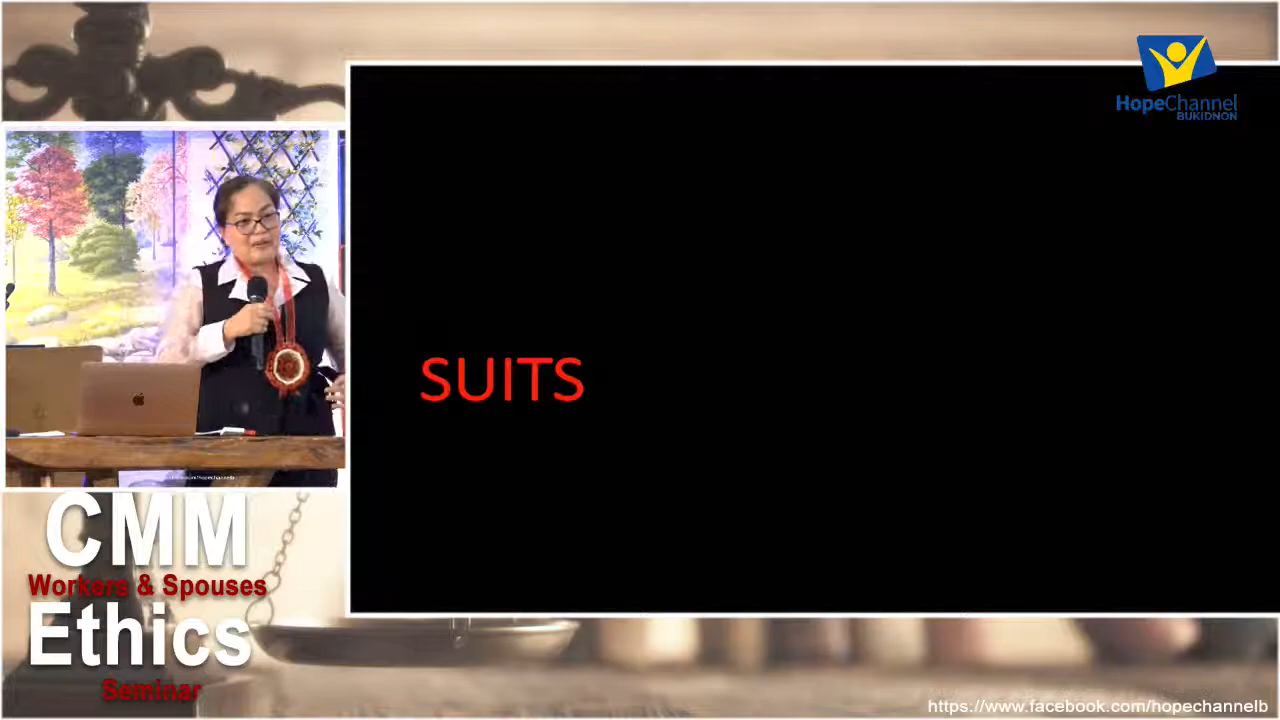 HopeChannel
BUKIDNON
SUITS
CMM
Workers & Spouses
Ethics
Seminar
https://www.facebook.com/hopechannelb